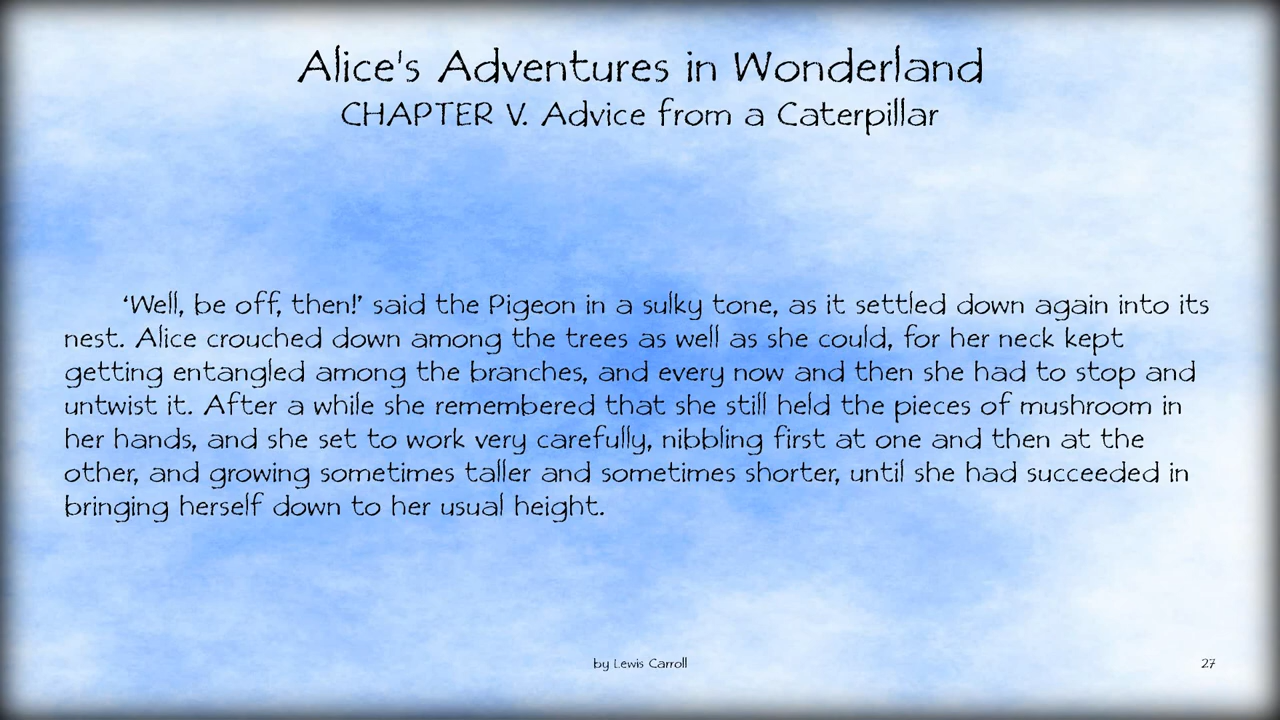 Alice's Adventures in Wonderland
CHAPTER V. Advice from a Caterpillar
‘Well, be off, then!’ said the Pigeon in a sulky tone, as it settled down again into its
nest. Alice crouched down among the trees as well as she could, for her neck kept
getting entangled among the branches, and every now and then she had to stop and
untwist it. After a while she remembered that she still held the pieces of mushroom in
her hands, and she set to work very carefully, nibbling first at one and then at the
other, and growing sometimes taller and sometimes shorter, until she had succeeded in
bringing herself down to her usual height.
by Lewis Carroll
27